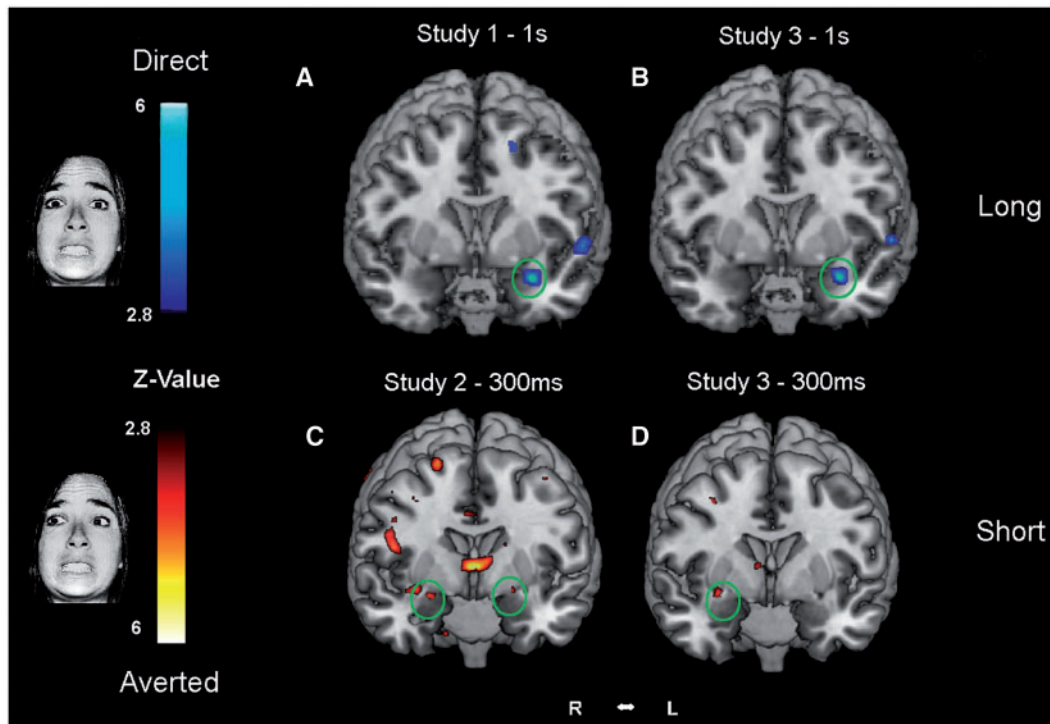 Study 1 - 1s
Study 3 - 1s
Direct
A
B
6
Long
2.8
Z-Value
Study 2 - 300ms
Study 3 - 300ms
2.8
C
D
Short
6
Averted
R ↔ L